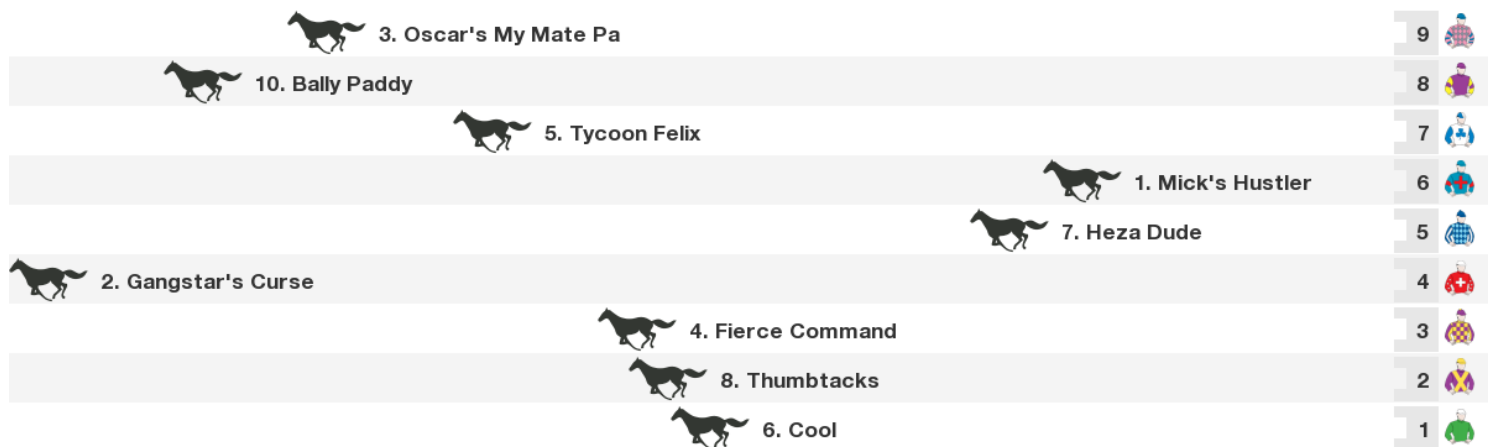 3. Oscar's My Mate Pa 9
10. Bally Paddy 8
5. Tycoon Felix 7
1. Mick's Hustler 6
7. Heza Dude 5
2. Gangstar's Curse 4
4. Fierce Command 3
8. Thumbtacks 2
6. Cool 1